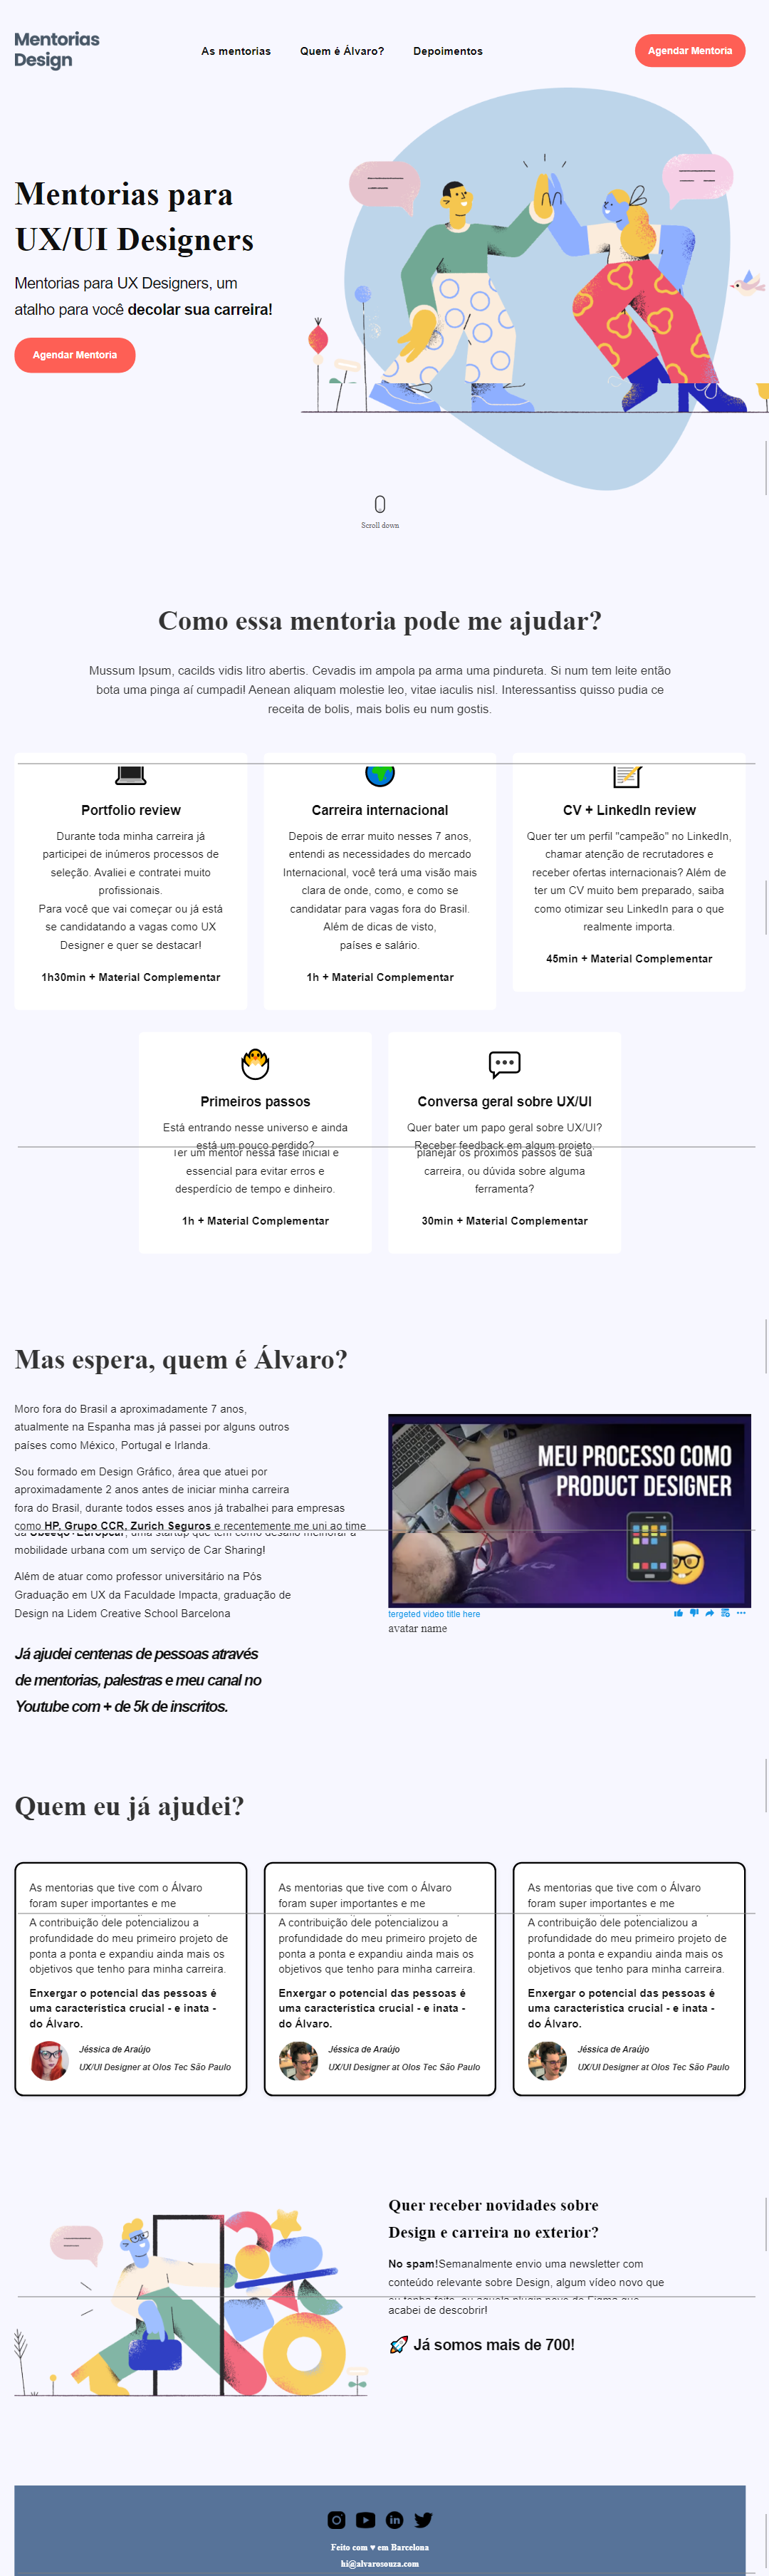 Mentorias
Design
As mentorias
Quem é Álvaro?
Depoimentos
Agendar Mentoria
Mentorias para
UX/UI Designers
Mentorias para UX Designers, um
atalho para você decolar sua carreira!
Agendar Mentoria
Scroll down
Como essa mentoria pode me ajudar?
Mussum Ipsum, cacilds vidis litro abertis. Cevadis im ampola pa arma uma pindureta. Si num tem leite então
bota uma pinga aí cumpadi! Aenean aliquam molestie leo, vitae iaculis nisl. Interessantiss quisso pudia ce
receita de bolis, mais bolis eu num gostis.
Portfolio review
Durante toda minha carreira já
participei de inúmeros processos de
seleção. Avaliei e contratei muito
profissionais.
Para você que vai começar ou já está
se candidatando a vagas como UX
Designer e quer se destacar!
1h30min + Material Complementar
Carreira internacional
Depois de errar muito nesses 7 anos,
entendi as necessidades do mercado
Internacional, você terá uma visão mais
clara de onde, como, e como se
candidatar para vagas fora do Brasil.
Além de dicas de visto,
países e salário.
1h + Material Complementar
CV + LinkedIn review
Quer ter um perfil "campeão" no LinkedIn,
chamar atenção de recrutadores e
receber ofertas internacionais? Além de
ter um CV muito bem preparado, saiba
como otimizar seu LinkedIn para o que
realmente importa.
45min + Material Complementar
Primeiros passos
Está entrando nesse universo e ainda
está um pouco perdido?
Ter um mentor nessa fase inicial é
essencial para evitar erros e
desperdício de tempo e dinheiro.
1h + Material Complementar
Conversa geral sobre UX/UI
Quer bater um papo geral sobre UX/UI?
Receber feedback em algum projeto,
planejar os próximos passos de sua
carreira, ou dúvida sobre alguma
ferramenta?
30min + Material Complementar
Mas espera, quem é Álvaro?
Moro fora do Brasil a aproximadamente 7 anos,
atualmente na Espanha mas já passei por alguns outros
países como México, Portugal e Irlanda.
Sou formado em Design Gráfico, área que atuei por
aproximadamente 2 anos antes de iniciar minha carreira
fora do Brasil, durante todos esses anos já trabalhei para empresas
como HP, Grupo CCR, Zurich Seguros e recentemente me uni ao time
da Ubeeqo-Europcar, uma startup que tem como desafio melhorar a
mobilidade urbana com um serviço de Car Sharing!
Além de atuar como professor universitário na Pós
Graduação em UX da Faculdade Impacta, graduação de
Design na Lidem Creative School Barcelona
Já ajudei centenas de pessoas através
de mentorias, palestras e meu canal no
Youtube com + de 5k de inscritos.
MEU PROCESSO COMO
PRODUCT DESIGNER
tergeted video title here
avatar name
Quem eu já ajudei?
As mentorias que tive com o Álvaro
foram super importantes e me
A contribuição dele potencializou a
profundidade do meu primeiro projeto de
ponta a ponta e expandiu ainda mais os
objetivos que tenho para minha carreira.
Enxergar o potencial das pessoas é
uma característica crucial - e inata -
do Álvaro.
Jéssica de Araújo
UX/UI Designer at Olos Tec São Paulo
As mentorias que tive com o Álvaro
foram super importantes e me
A contribuição dele potencializou a
profundidade do meu primeiro projeto de
ponta a ponta e expandiu ainda mais os
objetivos que tenho para minha carreira.
Enxergar o potencial das pessoas é
uma característica crucial - e inata -
do Álvaro.
Jéssica de Araújo
UX/UI Designer at Olos Tec São Paulo
As mentorias que tive com o Álvaro
foram super importantes e me
A contribuição dele potencializou a
profundidade do meu primeiro projeto de
ponta a ponta e expandiu ainda mais os
objetivos que tenho para minha carreira.
Enxergar o potencial das pessoas é
uma característica crucial - e inata -
do Álvaro.
Jéssica de Araújo
UX/UI Designer at Olos Tec São Paulo
Quer receber novidades sobre
Design e carreira no exterior?
No spam!Semanalmente envio uma newsletter com
conteúdo relevante sobre Design, algum vídeo novo que
eu tenha feito, ou aquele plugin novo do Figma que
acabei de descobrir!
🚀 Já somos mais de 700!
Feito com ♥ em Barcelona
hi@alvarosouza.com